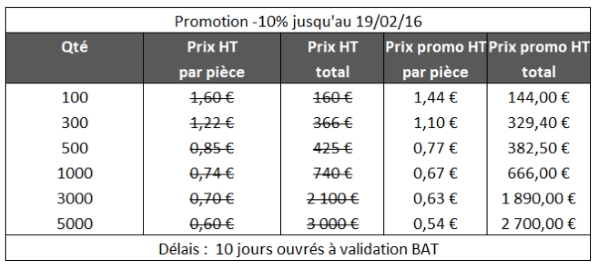 Promotion -10% jusqu'au 19/02/16
Qté Prix HT par pièce Prix HT total Prix promo HT par pièce Prix promo HT total
100 1,60 € 160 € 1,44 € 144,00 €
300 1,22 € 366 € 1,10 € 329,40 €
500 0,85 € 425 € 0,77 € 382,50 €
1000 0,74 € 740 € 0,67 € 666,00 €
3000 0,70 € 2 100 € 0,63 € 1 890,00 €
5000 0,60 € 3 000 € 0,54 € 2 700,00 €
Délais : 10 jours ouvrés à validation BAT